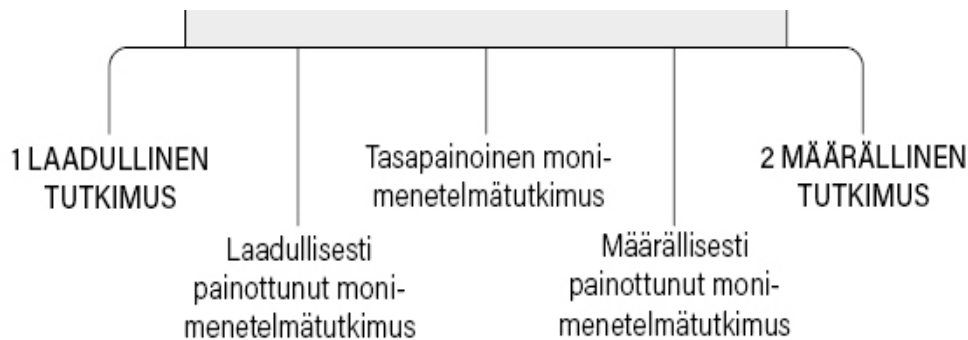 1 LAADULLINEN
TUTKIMUS
Laadullisesti
painottunut moni-
menetelmätutkimus
Tasapainoinen moni-
menetelmätutkimus
Määrällisesti
painottunut moni-
menetelmätutkimus
2 MÄÄRÄLLINEN
TUTKIMUS